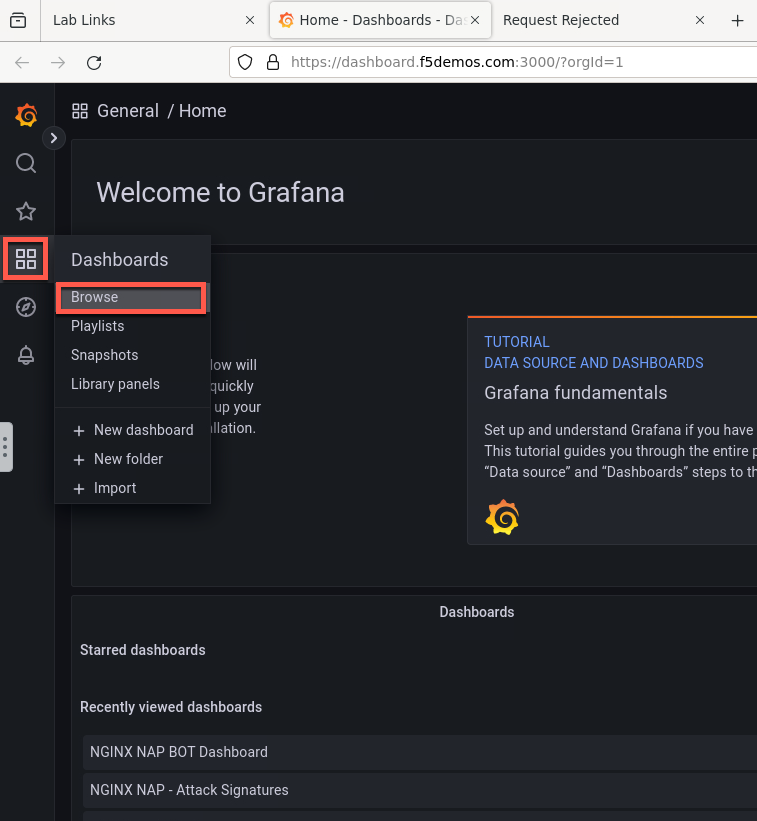 Lab Links
Home - Dashboards - Da
Request Rejected
https://dashboard.f5demos.com:3000/?orgId=1
General / Home
Welcome to Grafana
Dashboards
Browse
Playlists
Snapshots
Library panels
New dashboard
New folder
Import
low will
quickly
up your
llation.
TUTORIAL
DATA SOURCE AND DASHBOARDS
Grafana fundamentals
Set up and understand Grafana if you have
This tutorial guides you through the entire
“Data source” and “Dashboards” steps to
Dashboards
Starred dashboards
Recently viewed dashboards
NGINX NAP BOT Dashboard
NGINX NAP - Attack Signatures